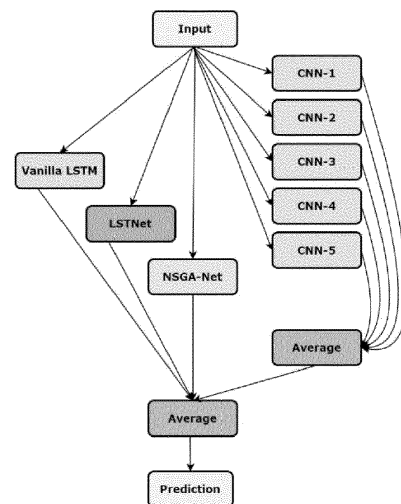 Input
CNN-1
CNN-2
CNN-3
CNN-4
CNN-5
Vanilla LSTM
LSTNet
NSGA-Net
Average
Average
Prediction